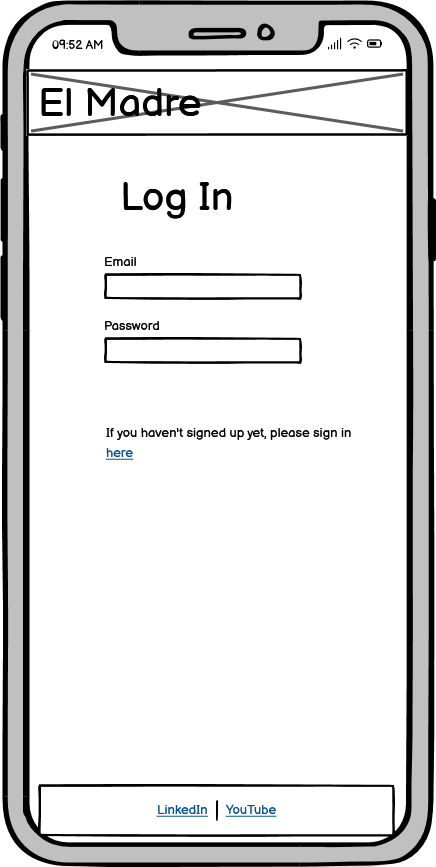 09:52 AM
El Madre
Log In
Email
Password
If you haven't signed up yet, please sign in
here
LinkedIn | YouTube